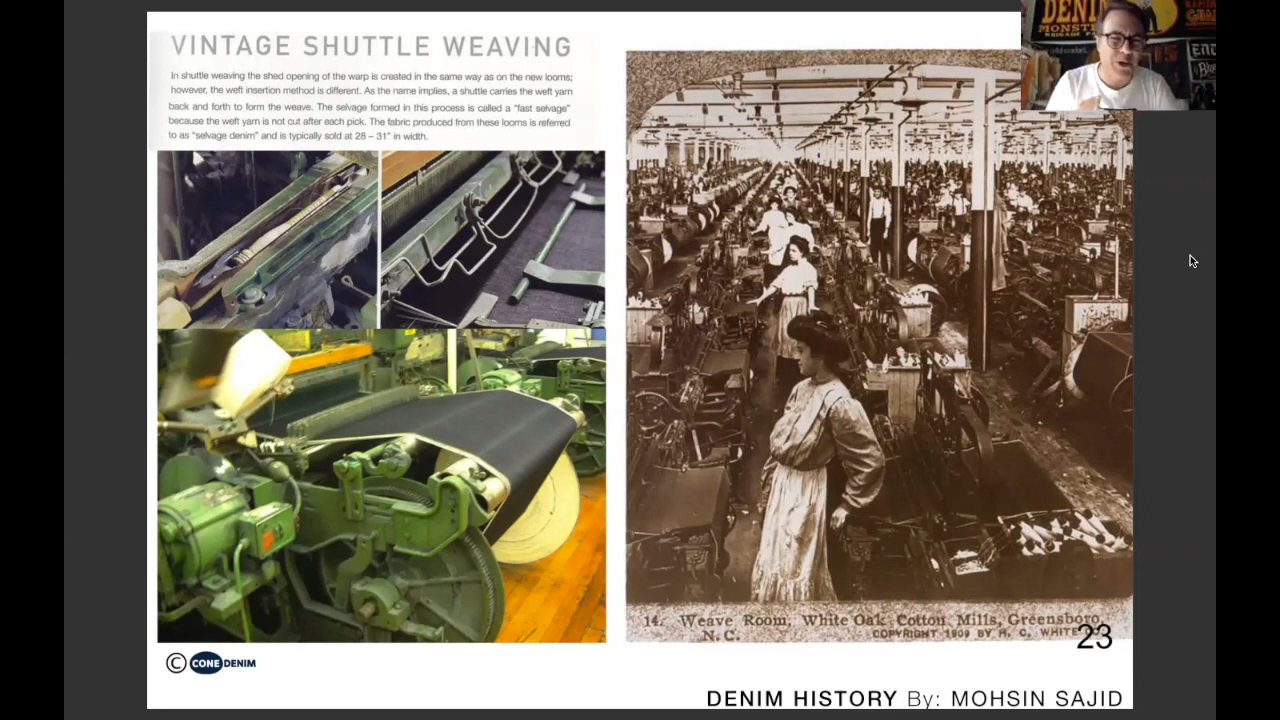 VINTAGE SHUTTLE WEAVING
In shuttle weaving the shed opening of the warp is created in the same way as on the new looms;
however, the weft insertion method is different. As the name implies, a shuttle carries the weft yarn
back and forth to form the weave. The selvage formed in this process is called a "fast selvage"
because the weft yarn is not cut after each pick. The fabric produced from these looms is referred
to as "selvage denim" and is typically sold at 28 – 31" in width.
DENIM
MONST
14. Weave Room, White Oak Cotton Mills, Greensboro,
N. C. COPYRIGHT 1909 BY H. C. WHITE
23
© CONE DENIM
DENIM HISTORY By: MOHSIN SAJID